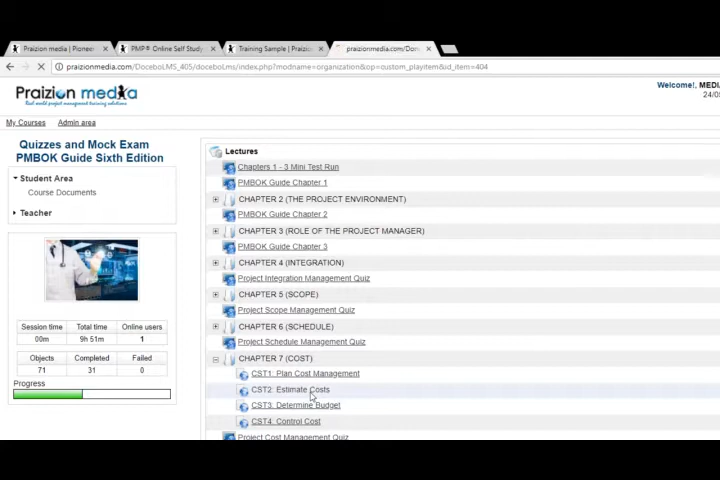 Praizion media | Pioneer
PMP® Online Self Study
Training Sample | Praizion
praizionmedia.com/Doce
praizionmedia.com/DoceboLMS_405/doceboLms/index.php?modname=organization&op=custom_playitem&id_item=404
Praizion media
Real world project management training solutions
Welcome!, MEDI
24/0
My Courses Admin area
Quizzes and Mock Exam
PMBOK Guide Sixth Edition
Student Area
Course Documents
Teacher
Session time Total time Online users
00m 9h 51m 1
Objects Completed Failed
71 31 0
Progress
Lectures
Chapters 1 - 3 Mini Test Run
PMBOK Guide Chapter 1
CHAPTER 2 (THE PROJECT ENVIRONMENT)
PMBOK Guide Chapter 2
CHAPTER 3 (ROLE OF THE PROJECT MANAGER)
PMBOK Guide Chapter 3
CHAPTER 4 (INTEGRATION)
Project Integration Management Quiz
CHAPTER 5 (SCOPE)
Project Scope Management Quiz
CHAPTER 6 (SCHEDULE)
Project Schedule Management Quiz
CHAPTER 7 (COST)
CST1: Plan Cost Management
CST2: Estimate Costs
CST3: Determine Budget
CST4: Control Cost
Project Cost Management Quiz